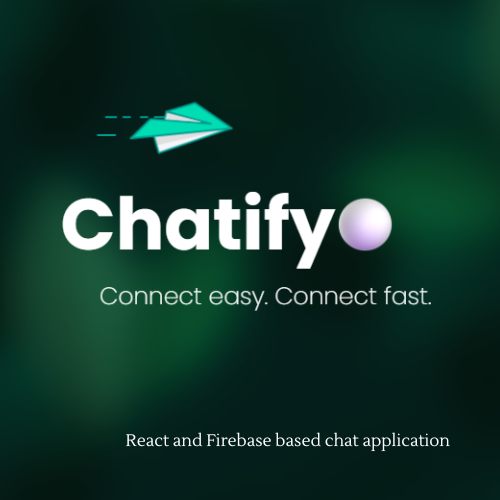 Chatify
Connect easy. Connect fast.
React and Firebase based chat application